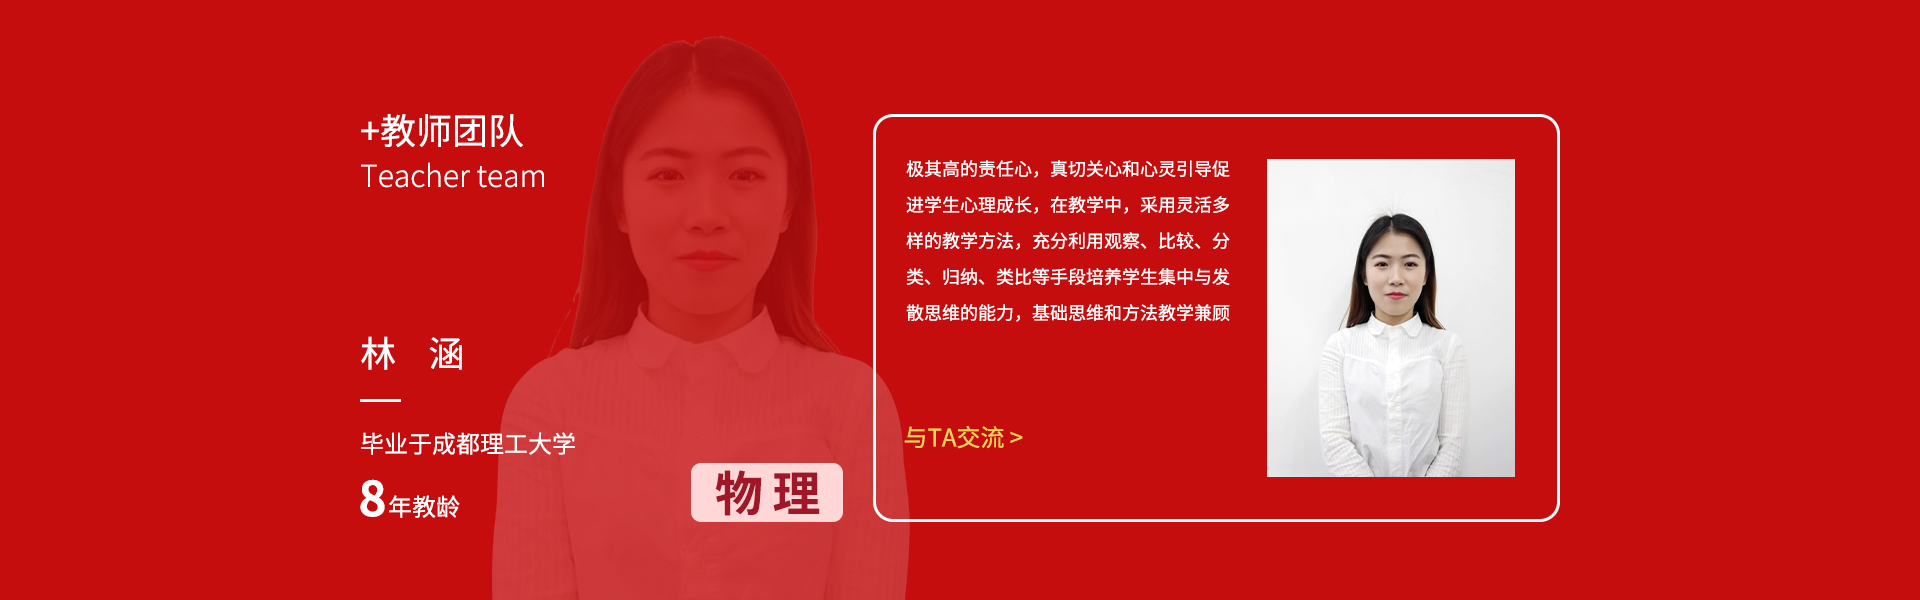 +教师团队
Teacher team
林 涵
毕业于成都理工大学
8年教龄
物理
极其高的责任心，真切关心和心灵引导促
进学生心理成长，在教学中，采用灵活多
样的教学方法，充分利用观察、比较、分
类、归纳、类比等手段培养学生集中与发
散思维的能力，基础思维和方法教学兼顾
与TA交流 >